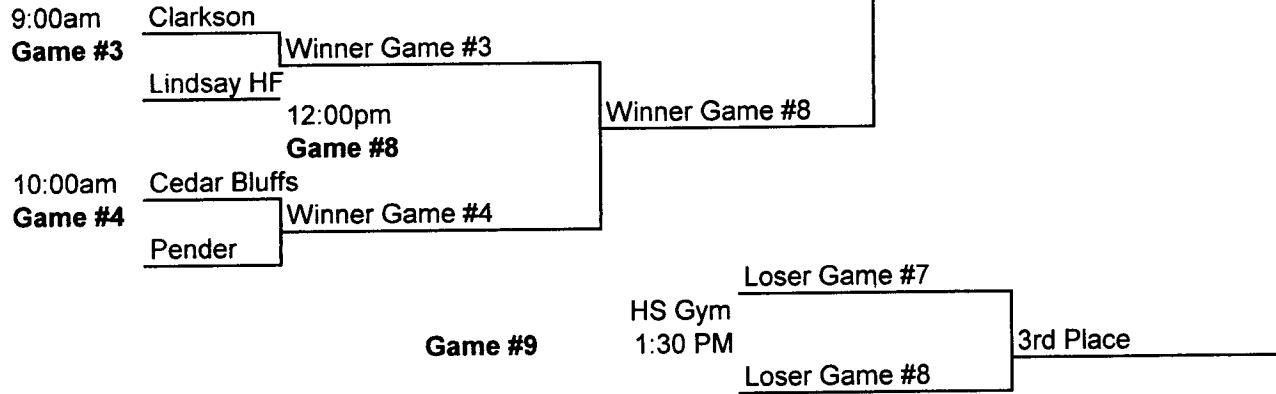 9:00am Clarkson
Game #3 Winner Game #3
Lindsay HF
12:00pm Winner Game #8
Game #8
10:00am Cedar Bluffs
Game #4 Winner Game #4
Pender
Loser Game #7
HS Gym
Game #9 1:30 PM 3rd Place
Loser Game #8